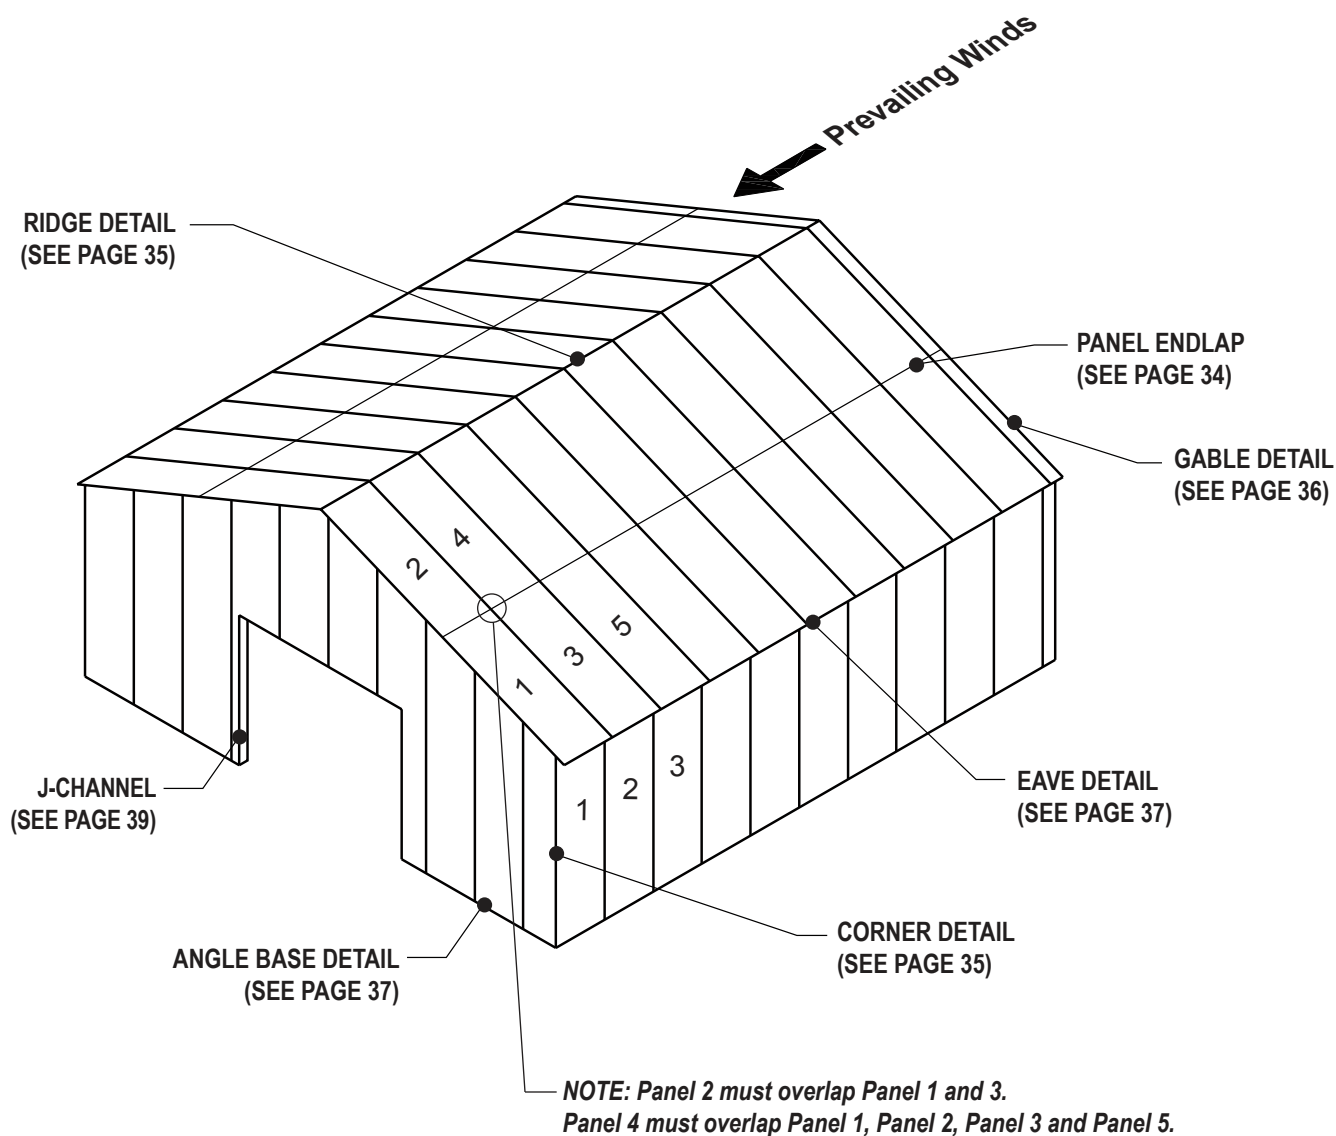 Prevailing Winds
RIDGE DETAIL
(SEE PAGE 35)
PANEL ENDLAP
(SEE PAGE 34)
GABLE DETAIL
(SEE PAGE 36)
4
2
5
3
1
3
2
1
J-CHANNEL
(SEE PAGE 39)
EAVE DETAIL
(SEE PAGE 37)
CORNER DETAIL
(SEE PAGE 35)
ANGLE BASE DETAIL
(SEE PAGE 37)
NOTE: Panel 2 must overlap Panel 1 and 3.
Panel 4 must overlap Panel 1, Panel 2, Panel 3 and Panel 5.